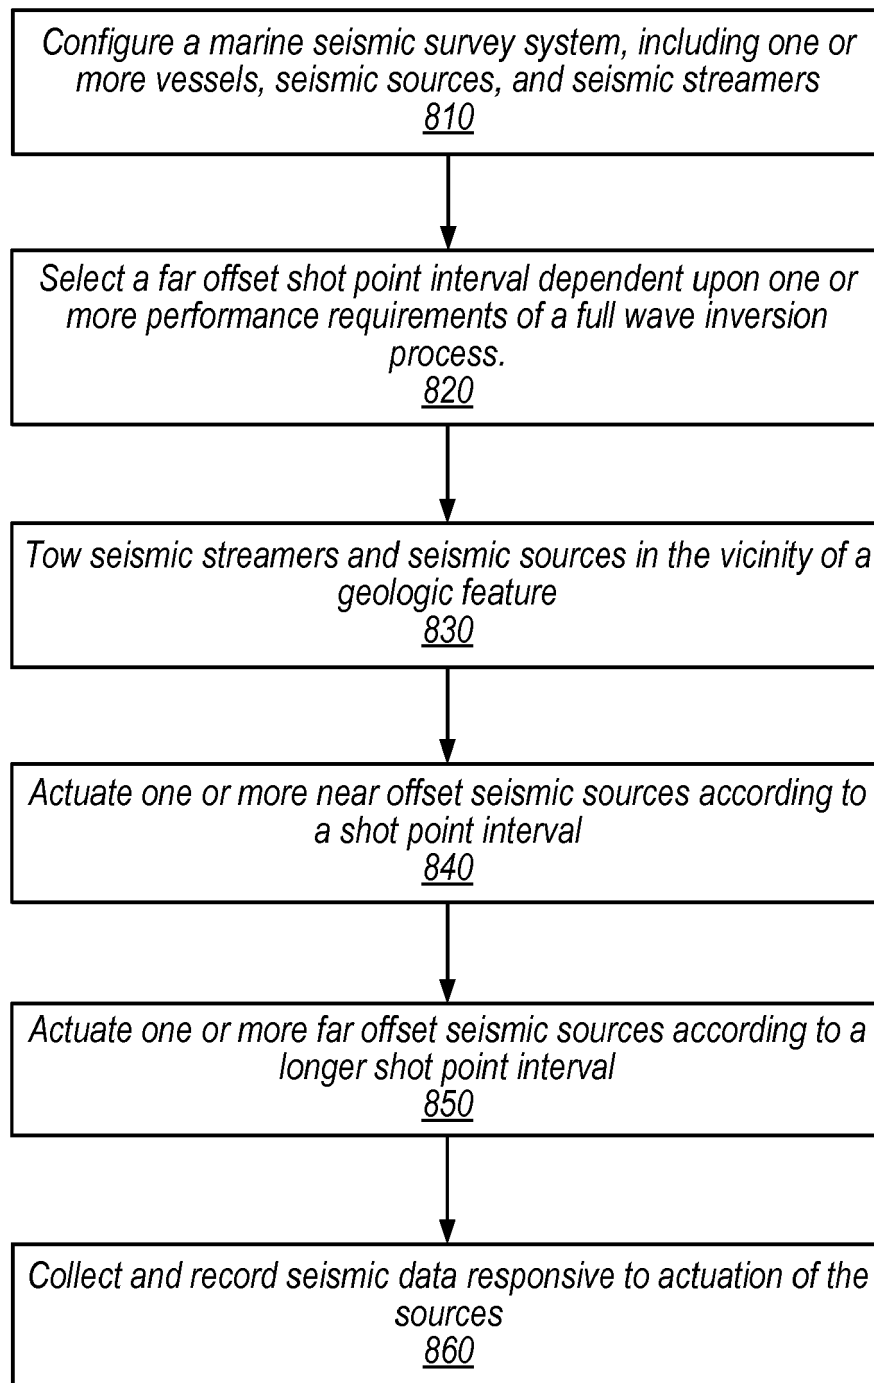 Configure a marine seismic survey system, including one or
more vessels, seismic sources, and seismic streamers
810
Select a far offset shot point interval dependent upon one or
more performance requirements of a full wave inversion
process.
820
Tow seismic streamers and seismic sources in the vicinity of a
geologic feature
830
Actuate one or more near offset seismic sources according to
a shot point interval
840
Actuate one or more far offset seismic sources according to a
longer shot point interval
850
Collect and record seismic data responsive to actuation of the
sources
860